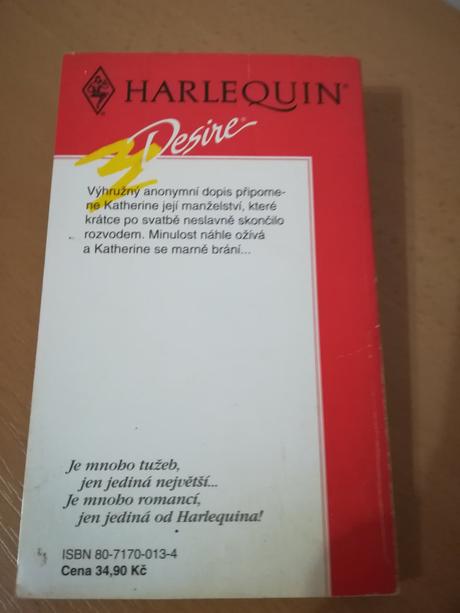 HARLEQUIN®
Desire®
Výhružný anonymní dopis připome-
ne Katherine její manželství, které
krátce po svatbě neslavně skončilo
rozvodem. Minulost náhle ožívá
a Katherine se marně brání...
Je mnoho tužeb,
jen jediná největší...
Je mnoho romancí,
jen jediná od Harlequina!
ISBN 80-7170-013-4
Cena 34,90 Kč